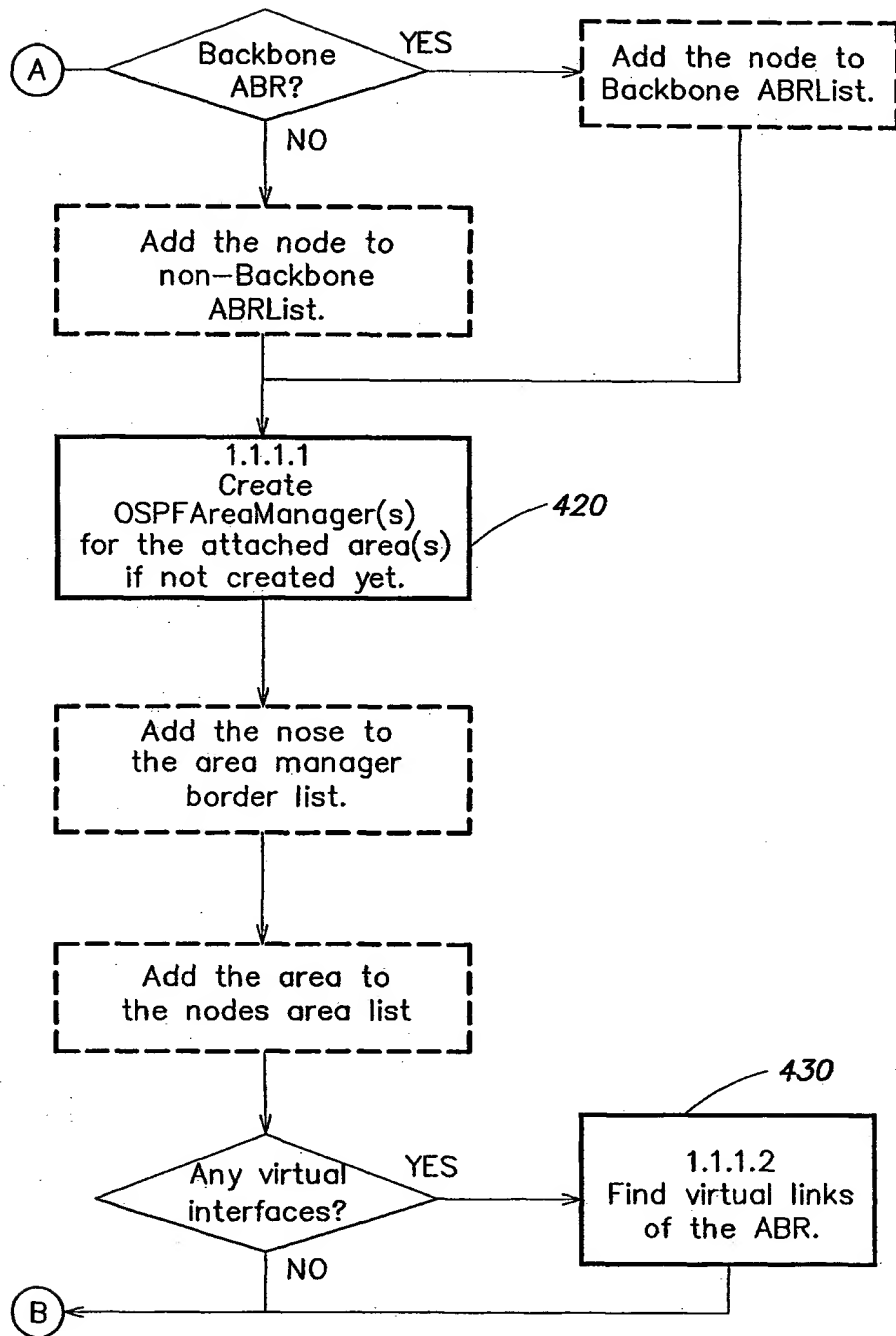 A
Backbone
ABR?
YES
Add the node to
Backbone ABRList.
NO
Add the node to
non-Backbone
ABRList.
1.1.1.1
Create
OSPFAreaManager(s)
for the attached area(s)
if not created yet.
420
Add the nose to
the area manager
border list.
Add the area to
the nodes area list
430
Any virtual
interfaces?
YES
1.1.1.2
Find virtual links
of the ABR.
NO
B